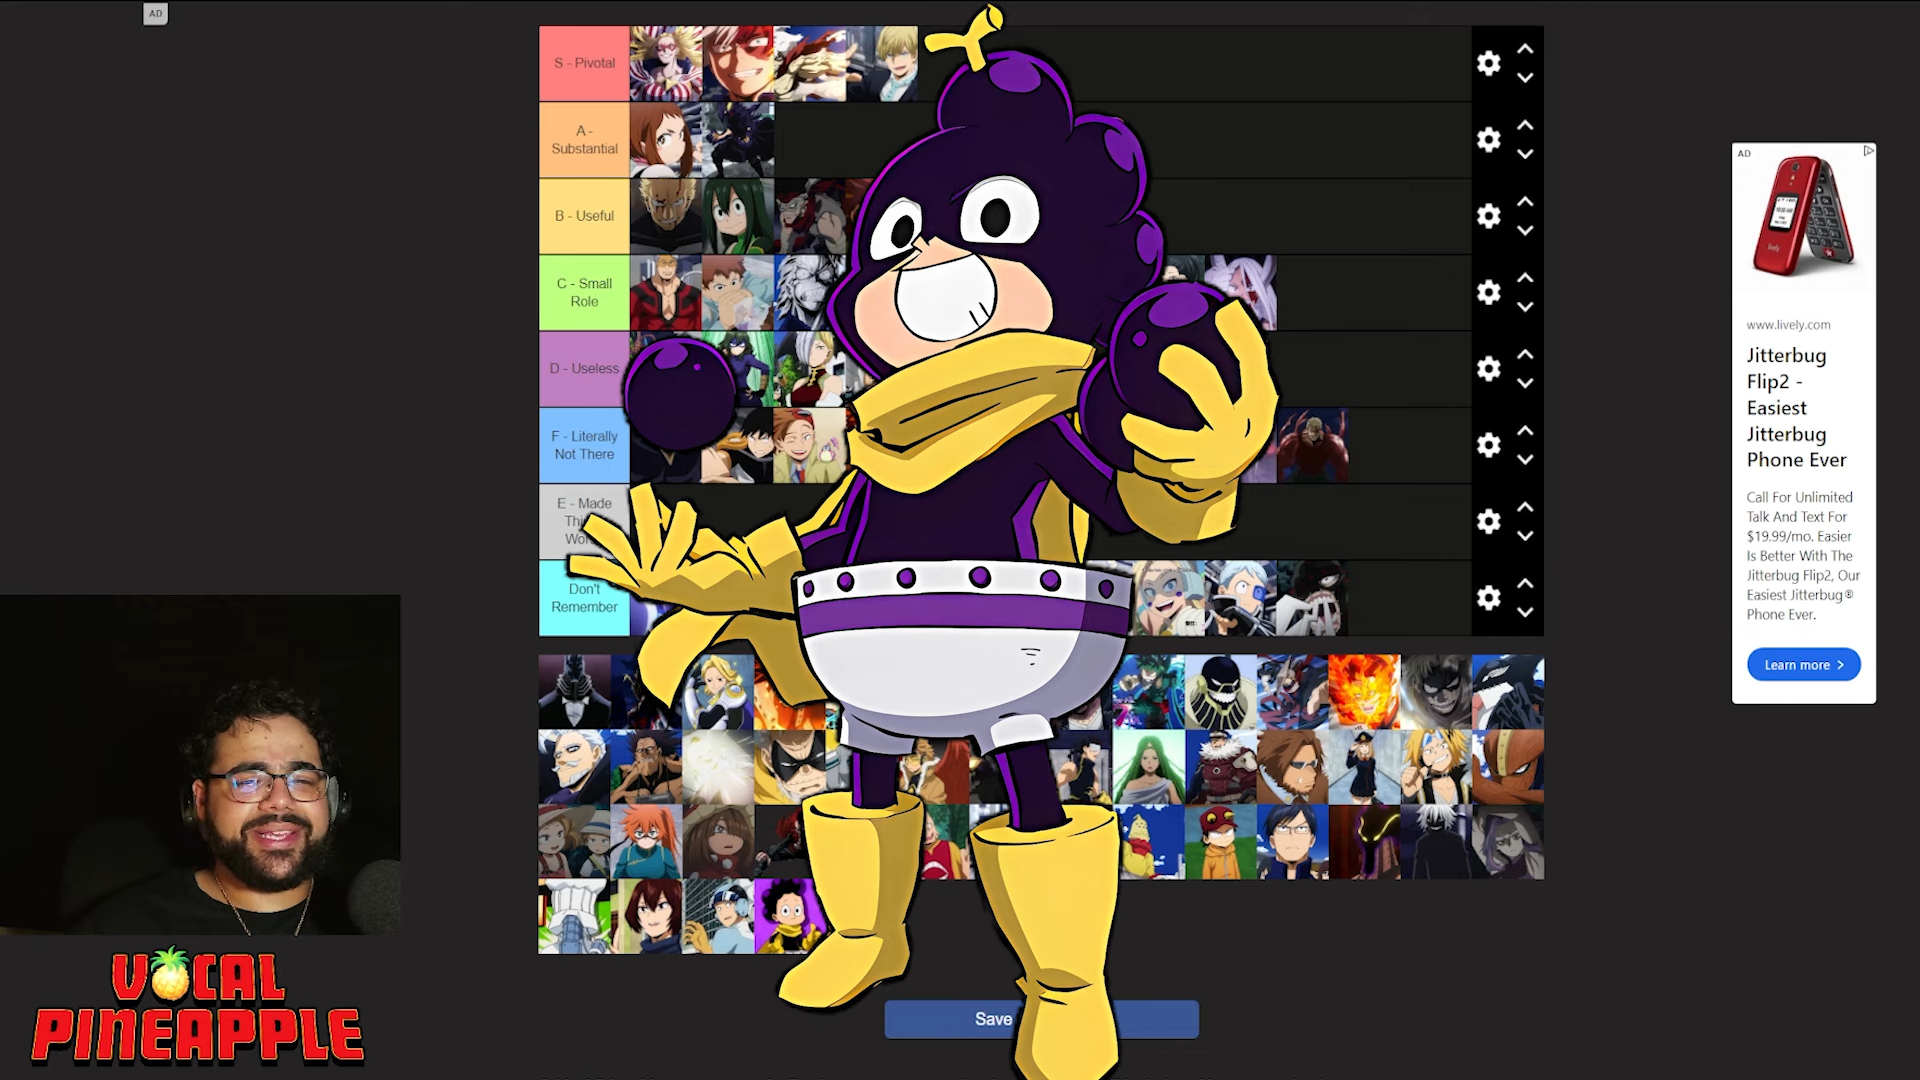 AD
S - Pivotal
A -
Substantial
B - Useful
C - Small
Role
D - Useless
F - Literally
Not There
E - Made
Don't
Remember
AD
www.lively.com
Jitterbug
Flip2 -
Easiest
Jitterbug
Phone Ever
Call For Unlimited
Talk And Text For
$19.99/mo. Easier
Is Better With The
Jitterbug Flip2, Our
Easiest Jitterbug®
Phone Ever.
Learn more >
Save
VOCAL
PINEAPPLE